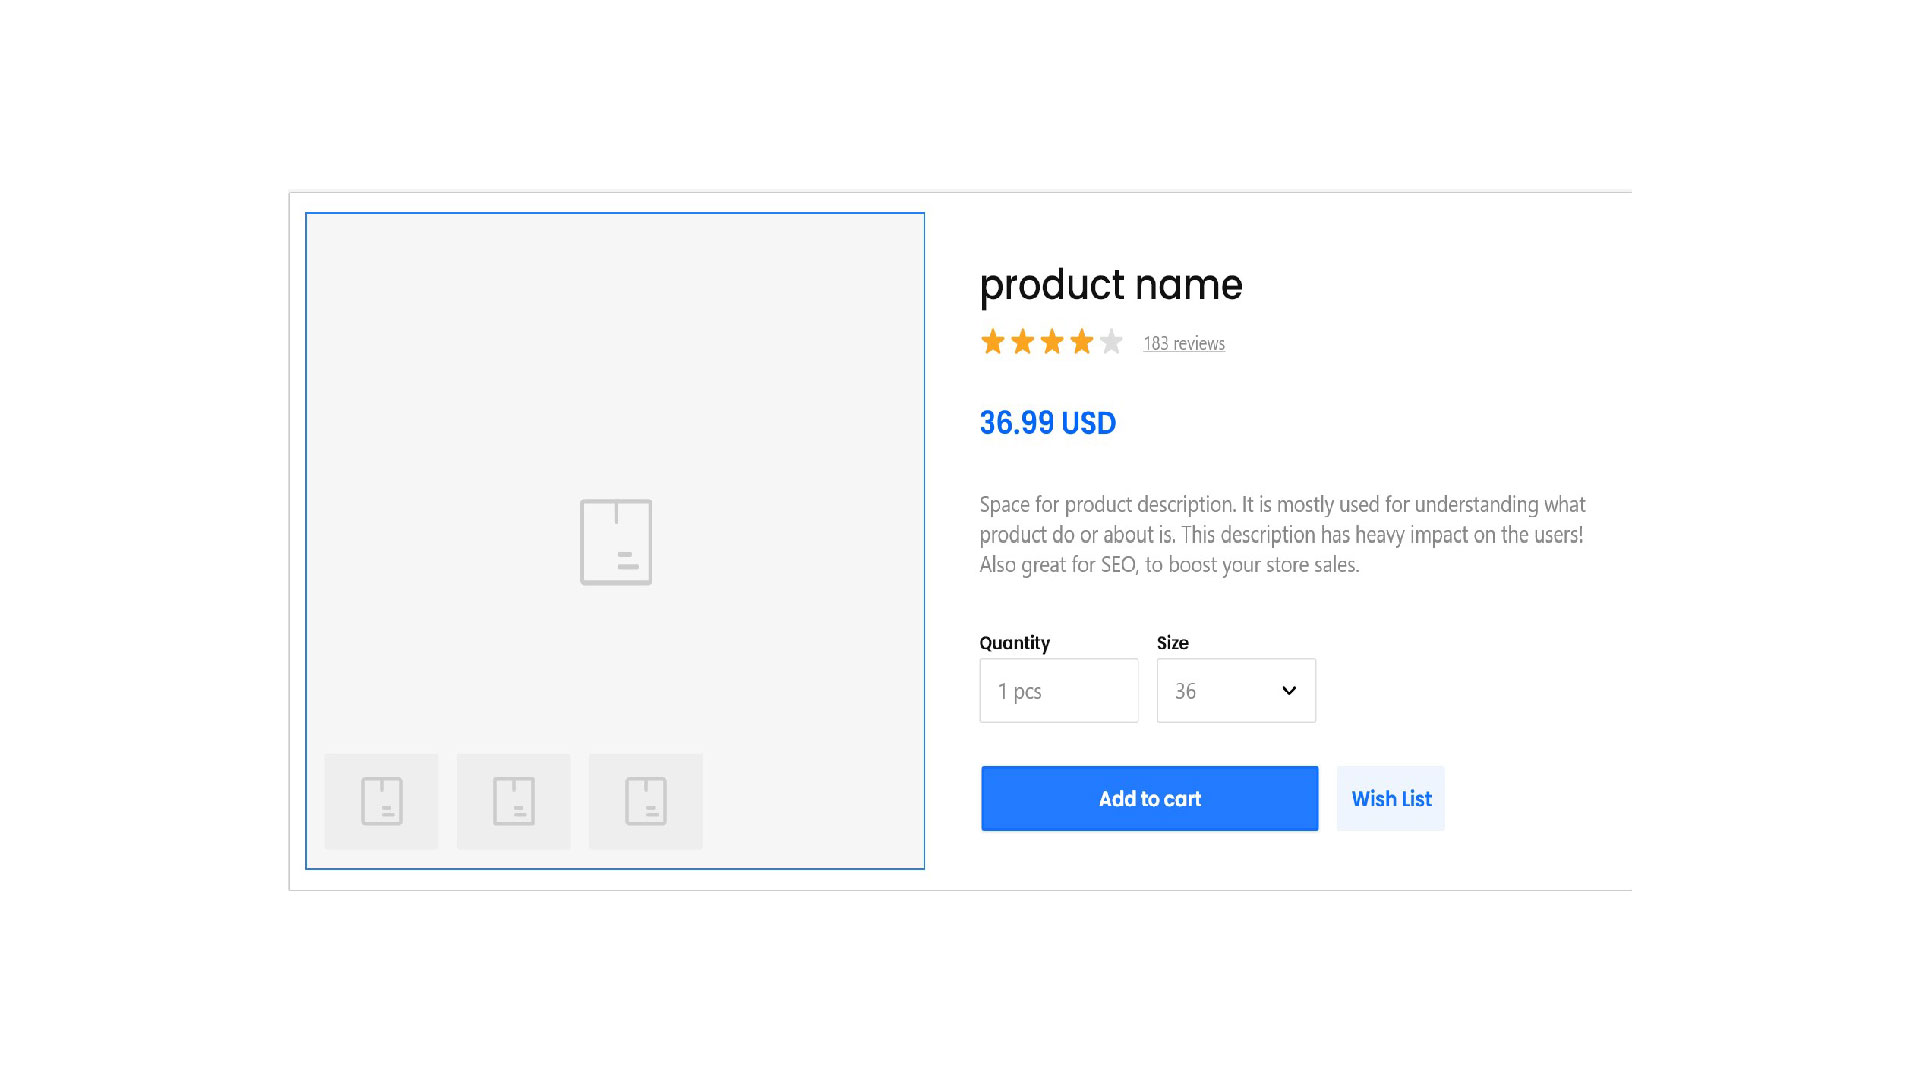 product name
183 reviews
36.99 USD
Space for product description. It is mostly used for understanding what
product do or about is. This description has heavy impact on the users!
Also great for SEO, to boost your store sales.
Quantity Size
1 pcs 36
Add to cart Wish List